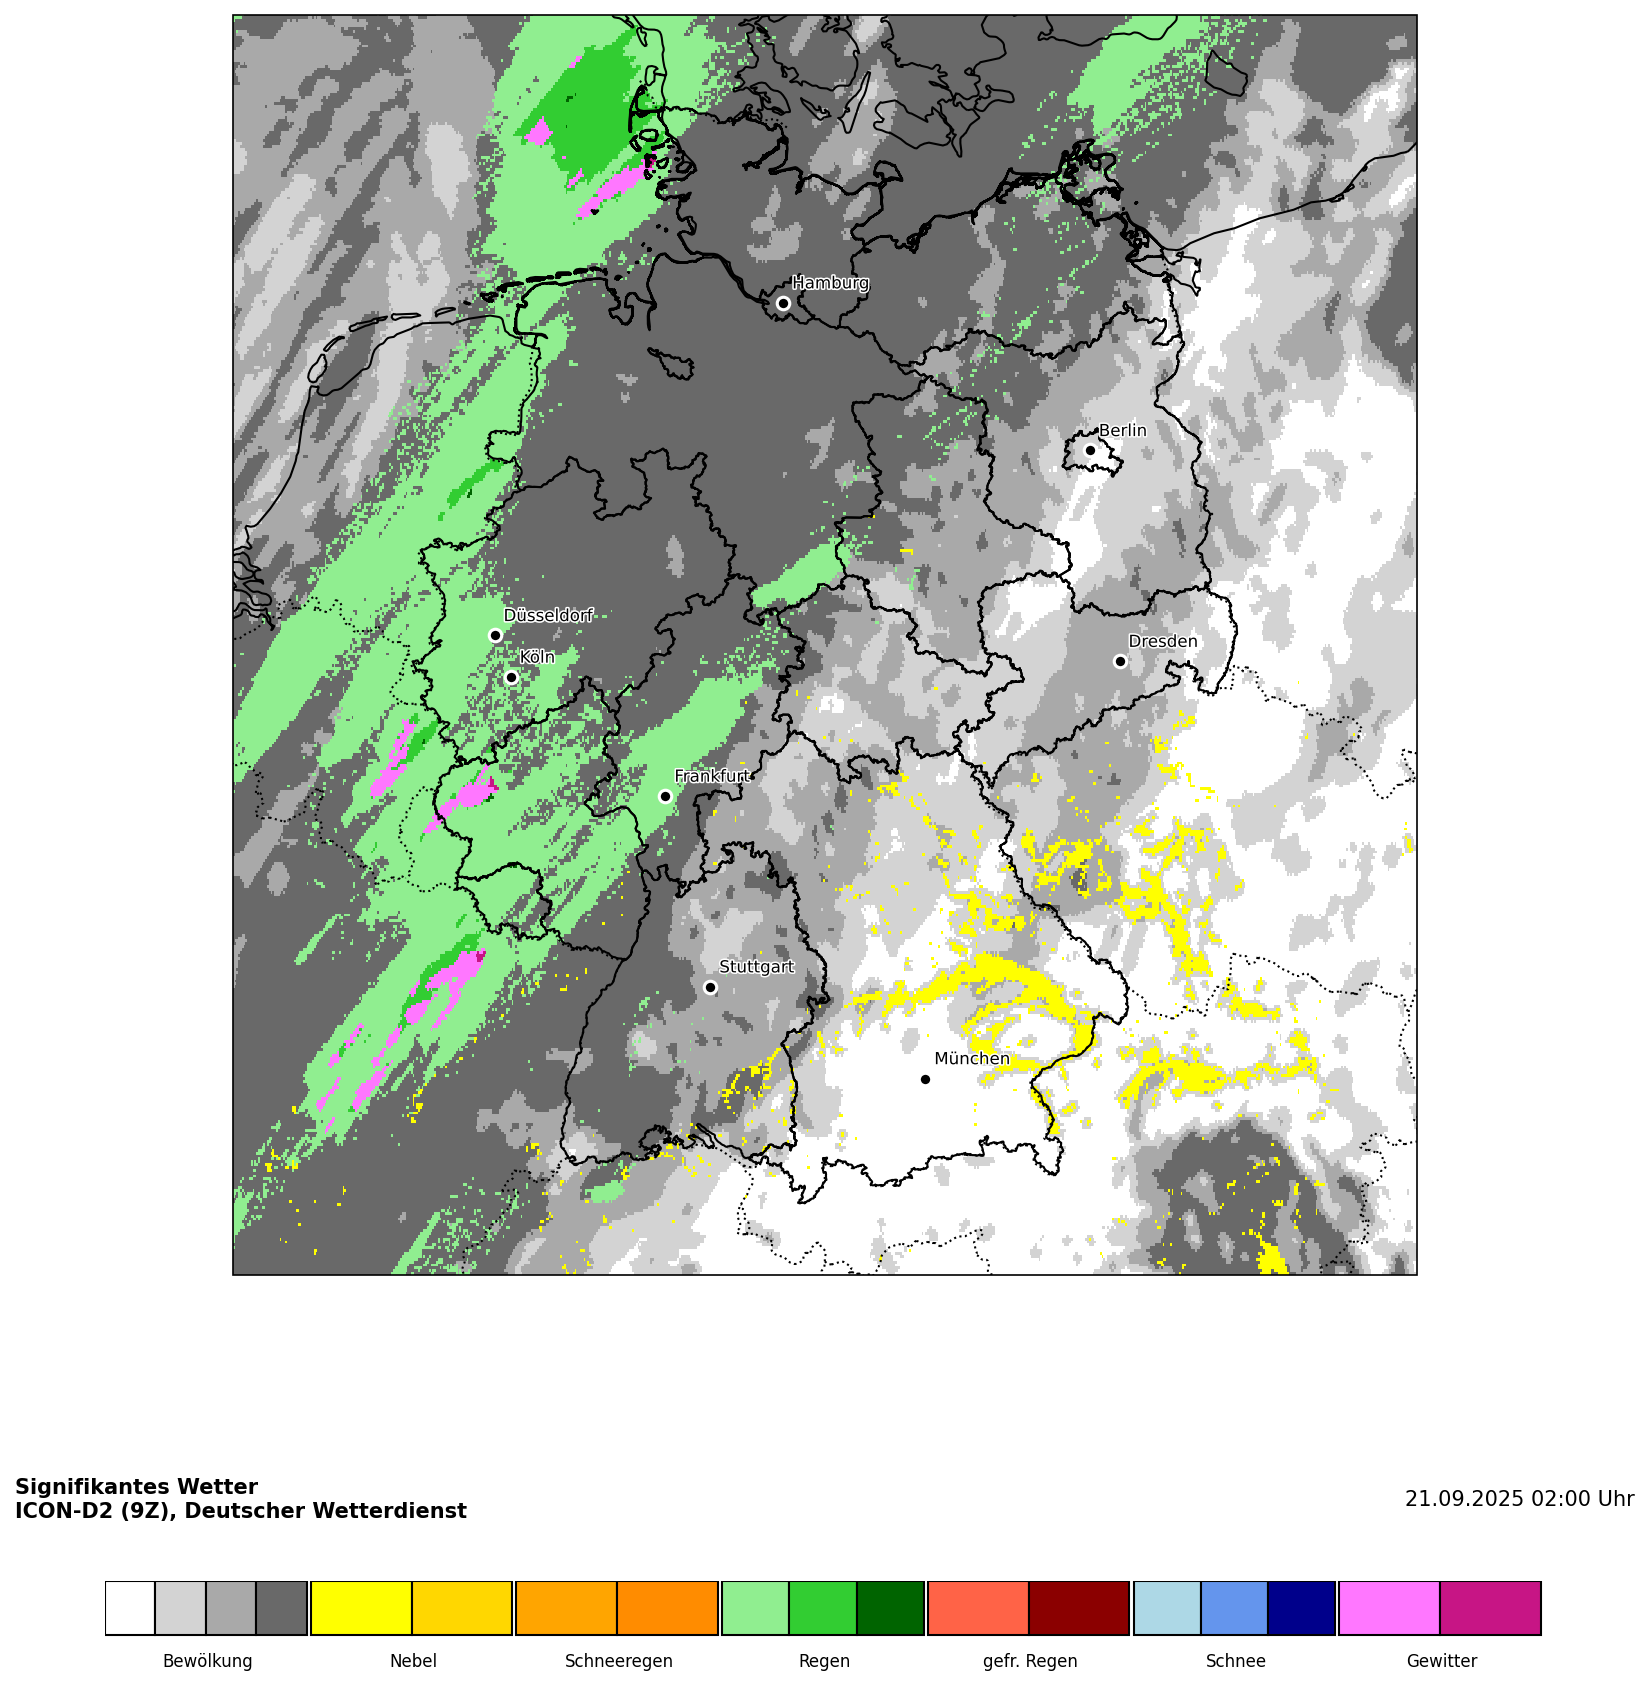 Hamburg
Berlin
Düsseldorf
Köln
Dresden
Frankfurt
Stuttgart
München
Signifikantes Wetter
ICON-D2 (9Z), Deutscher Wetterdienst
21.09.2025 02:00 Uhr
Bewölkung Nebel Schneeregen Regen gefr. Regen Schnee Gewitter